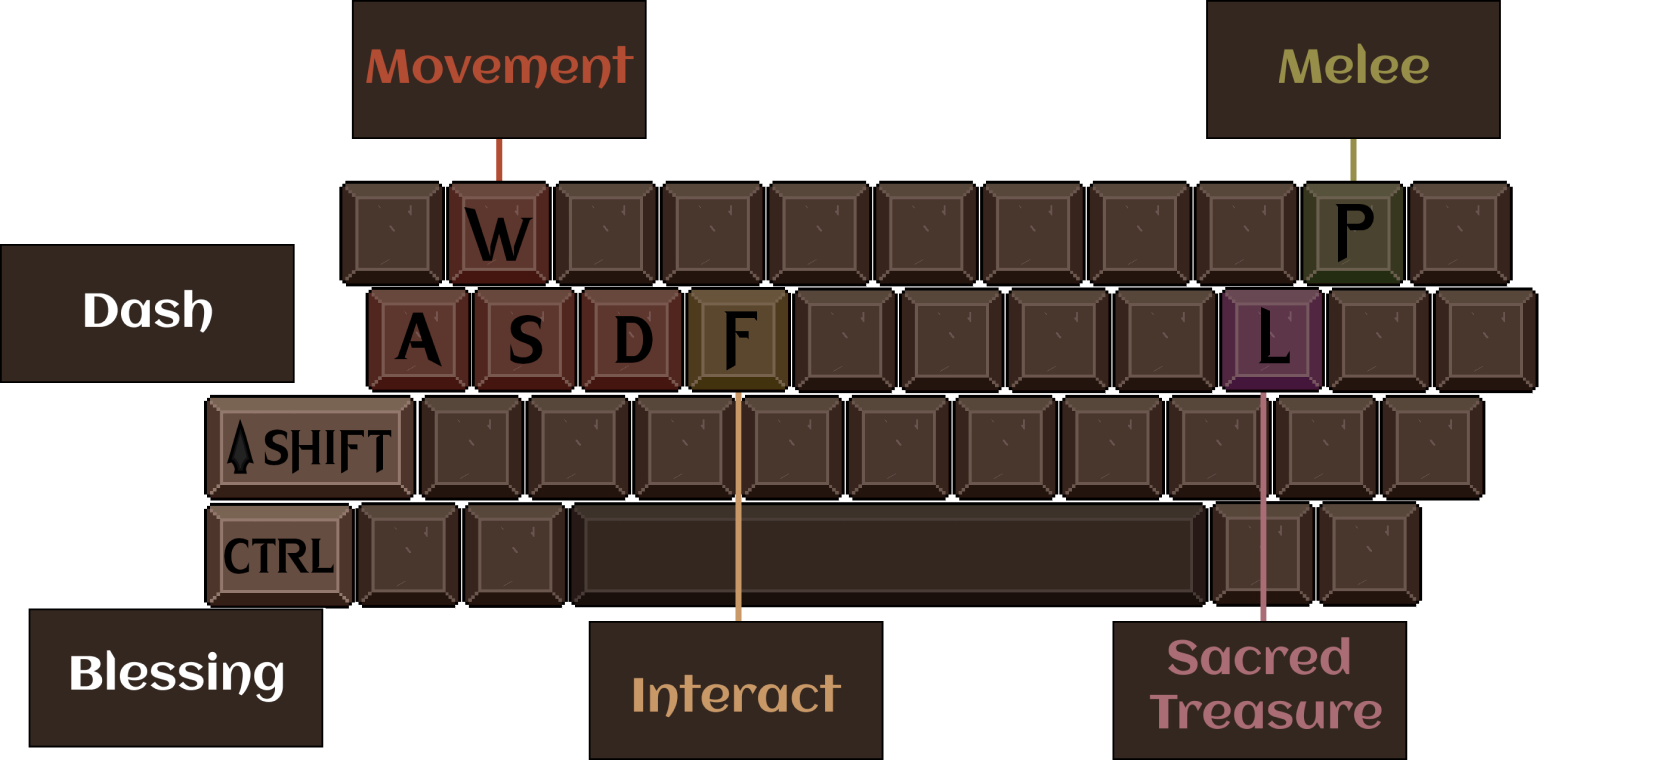 Movement
Melee
W
P
Dash
A
S
D
F
L
SHIFT
CTRL
Blessing
Interact
Sacred
Treasure